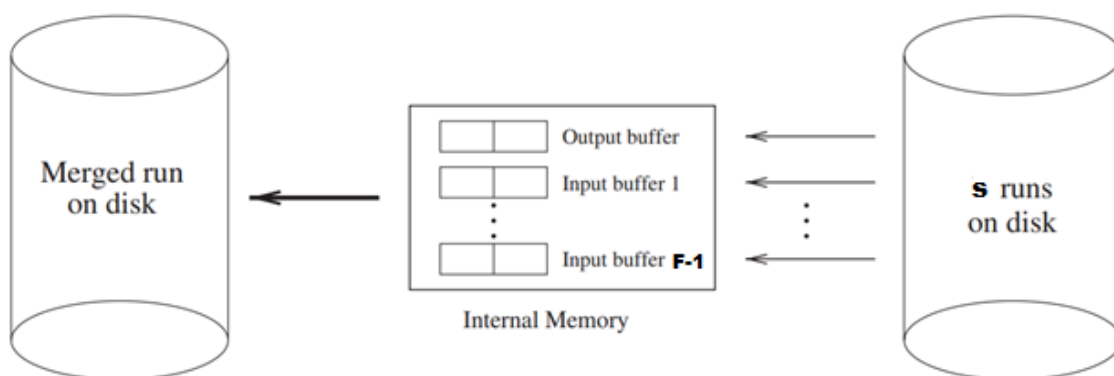 Merged run
on disk
Output buffer
Input buffer 1
Input buffer F-1
Internal Memory
s runs
on disk